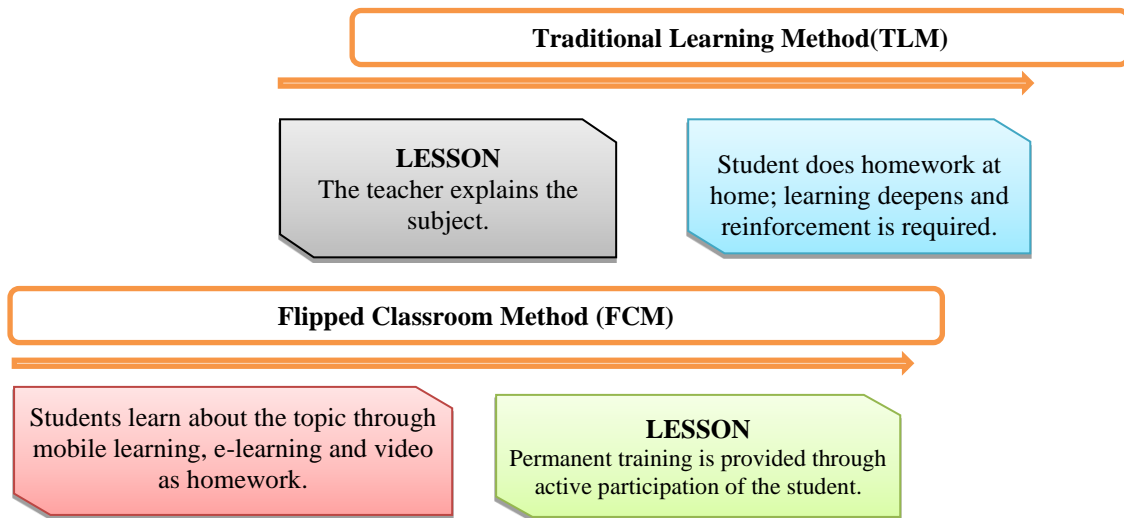 Traditional Learning Method(TLM)
LESSON
The teacher explains the
subject.
Student does homework at
home; learning deepens and
reinforcement is required.
Flipped Classroom Method (FCM)
Students learn about the topic through
mobile learning, e-learning and video
as homework.
LESSON
Permanent training is provided through
active participation of the student.